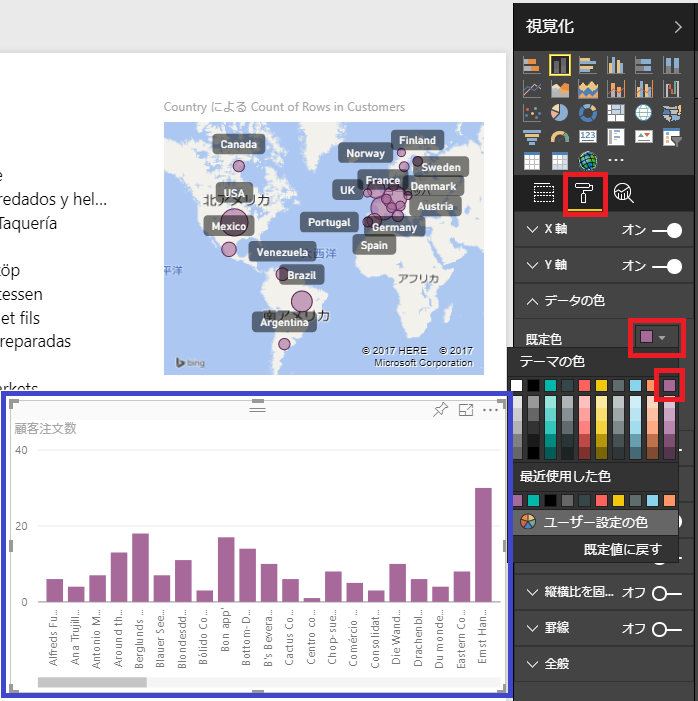 視覚化
Country による Count of Rows in Customers
Canada
Finland
Norway
Sweden
France
UK
Denmark
USA
北アメリカ
Austria
Mexico
Portugal
Germany
Spain
Venezuela
洋西
太平洋
Brazil
アフリカ
Argentina
南アメリカ
bing
© 2017 HERE © 2017
Microsoft Corporation
redados y hel...
Taquería
töp
tessen
et fils
reparadas
arkets
X 軸 オン
Y 軸 オン
データの色
既定色
テーマの色
最近使用した色
ユーザー設定の色
既定値に戻す
縦横比を固... オフ
罫線 オフ
全般
顧客注文数
40
20
0
Alfreds Fu...
Ana Trujill...
Antonio M...
Around th...
Berglunds ...
Blauer See...
Blondesdd...
Bólido Co...
Bon app'
Bottom-D...
B's Bevera...
Cactus Co...
Centro co...
Chop-sue...
Comércio ...
Consolidat...
Die Wand...
Drachenbl...
Du monde...
Eastern Co...
Ernst Han...